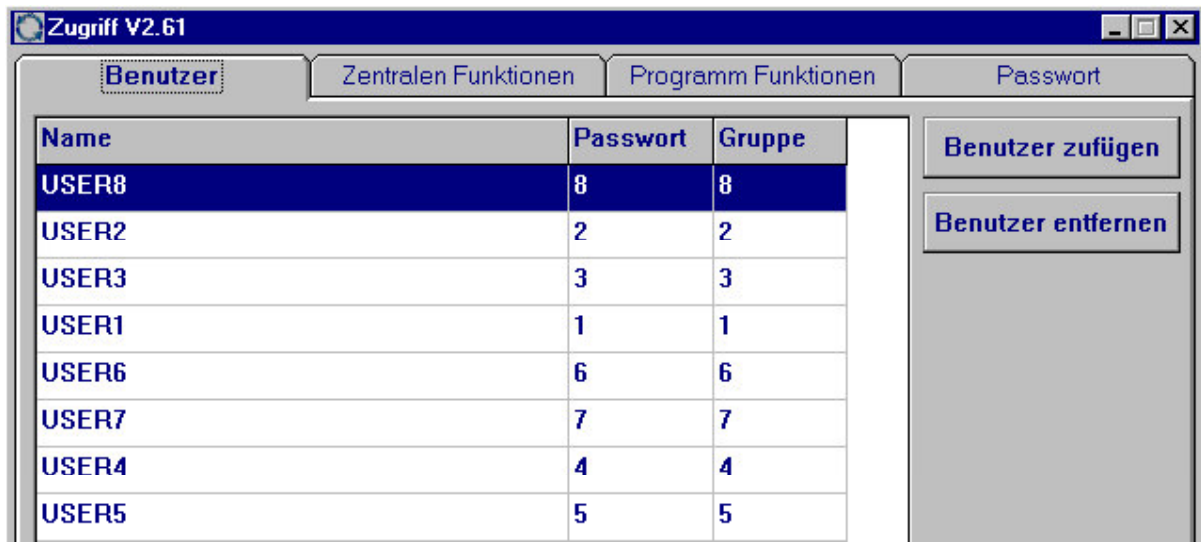 Zugriff V2.61
Benutzer Zentralen Funktionen Programm Funktionen Passwort
Name Passwort Gruppe Benutzer zufügen
USER8 8 8
USER2 2 2 Benutzer entfernen
USER3 3 3
USER1 1 1
USER6 6 6
USER7 7 7
USER4 4 4
USER5 5 5